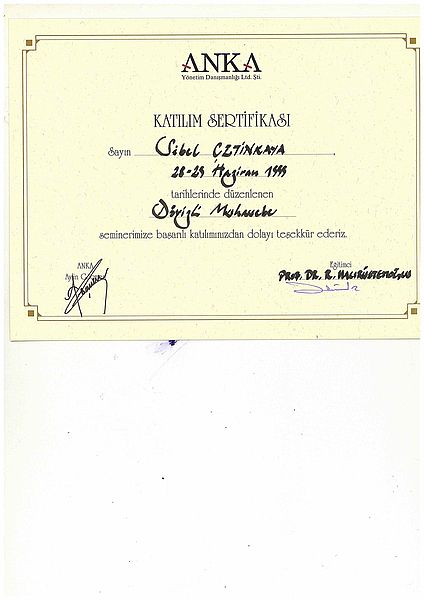 ANKA
Yönetim Danışmanlığı Ltd. Şti.
KATILIM SERTİFİKASI
Sayın Sibel ÇETİNKAYA
28-29 Haziran 1999
tarihlerinde düzenlenen
Döviz Muhasebe
seminerimize başarılı katılımınızdan dolayı teşekkür ederiz.
ANKA
Eğitimci
PROF. DR. R.